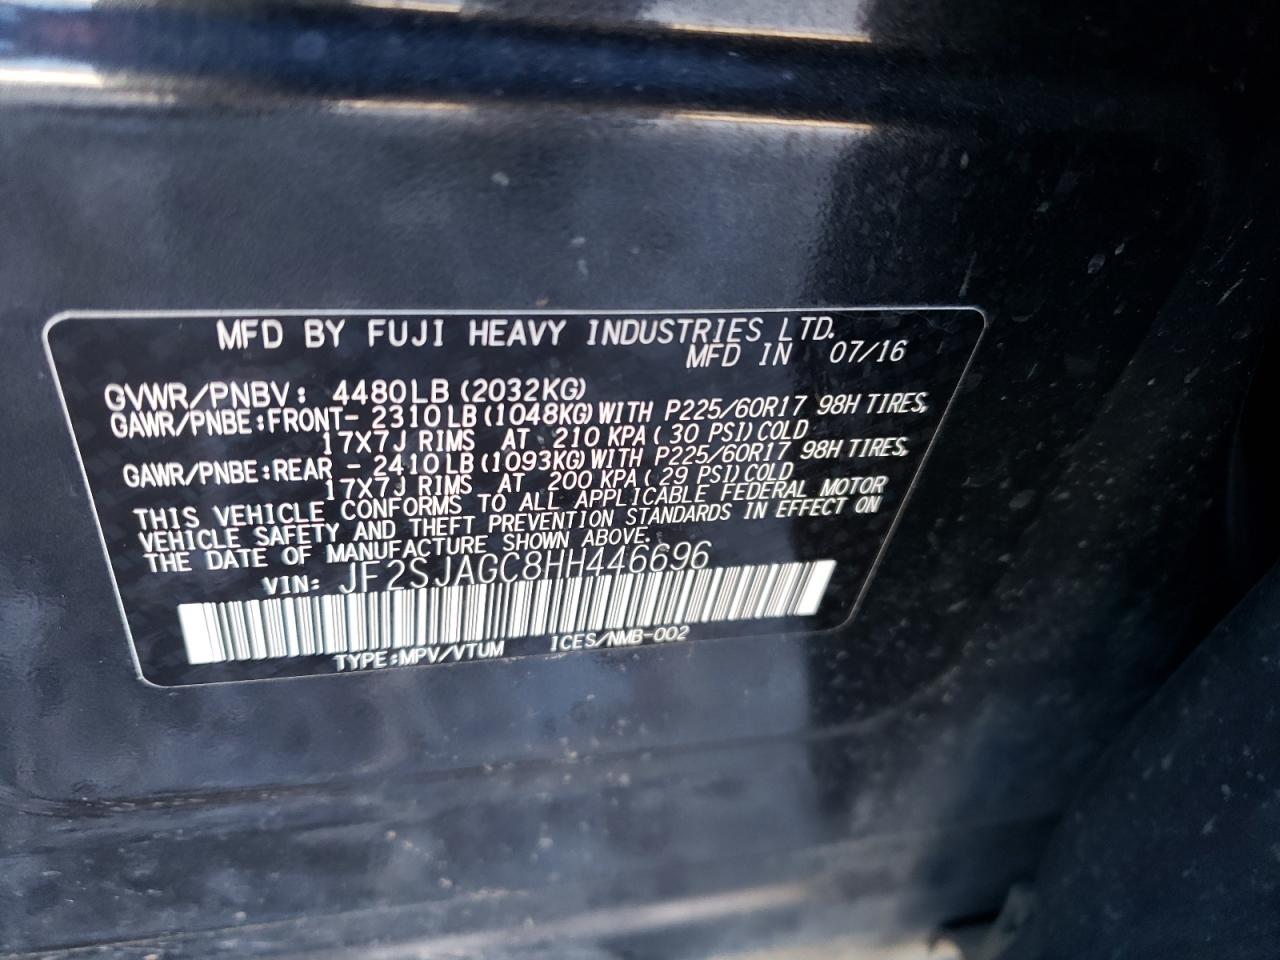 MFD BY FUJI HEAVY INDUSTRIES LTD.
MFD IN 07/16
GVWR/PNBV: 4480LB (2032KG)
GAWR/PNBE:FRONT- 2310LB (1048KG) WITH P225/60R17 98H TIRES,
17X7J RIMS AT 210 KPA (30 PSI) COLD
GAWR/PNBE:REAR - 2410LB (1093KG) WITH P225/60R17 98H TIRES,
17X7J RIMS AT 200 KPA (29 PSI) COLD
THIS VEHICLE CONFORMS TO ALL APPLICABLE FEDERAL MOTOR
VEHICLE SAFETY AND THEFT PREVENTION STANDARDS IN EFFECT ON
THE DATE OF MANUFACTURE SHOWN ABOVE.
VIN: JF2SJAGC8HH446696
TYPE:MPV/VTUM ICES/NMB-002